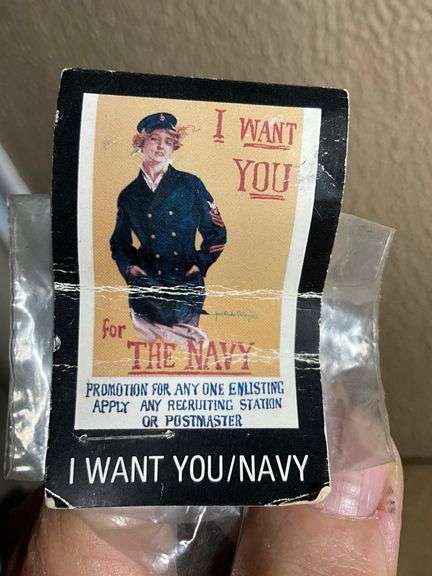 I WANT
YOU
for
THE NAVY
PROMOTION FOR ANY ONE ENLISTING
APPLY ANY RECRUITING STATION
OR POSTMASTER
I WANT YOU/NAVY